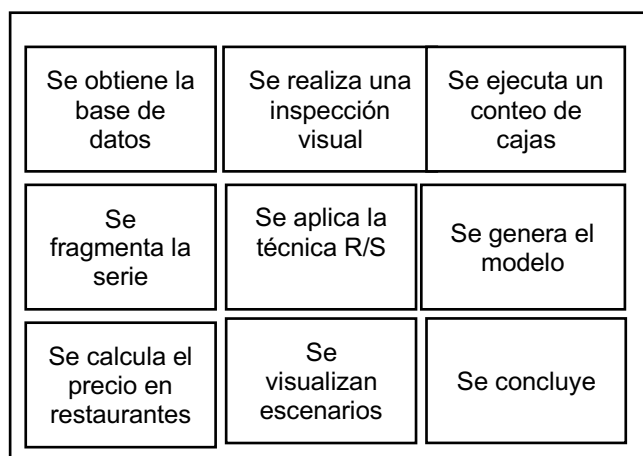 Se obtiene la
base de
datos
Se realiza una
inspección
visual
Se ejecuta un
conteo de
cajas
Se
fragmenta la
serie
Se aplica la
técnica R/S
Se genera el
modelo
Se calcula el
precio en
restaurantes
Se
visualizan
escenarios
Se concluye